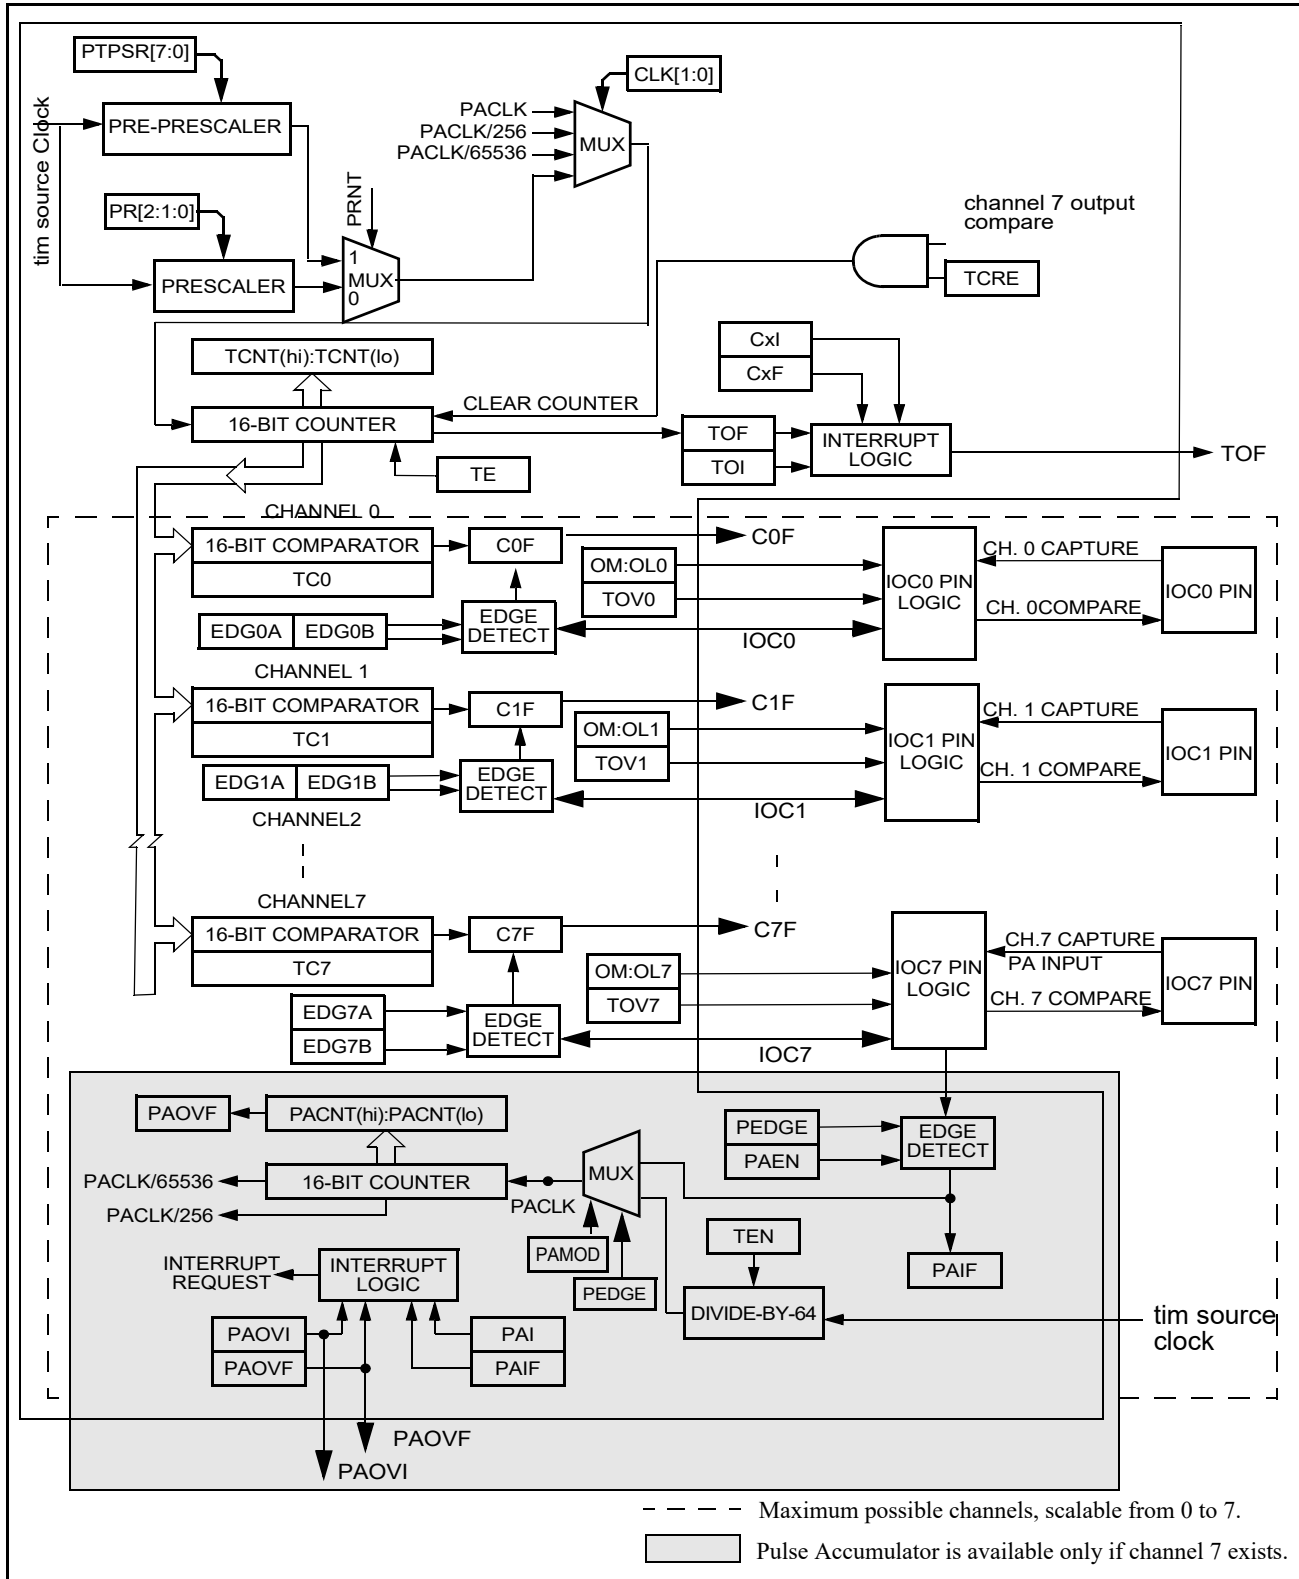 PTPSR[7:0]
CLK[1:0]
tim source Clock
PRE-PRESCALER
PACLK
PACLK/256
PACLK/65536
MUX
PR[2:1:0]
PRNT
channel 7 output
compare
1
MUX
0
PRESCALER
TCRE
CxI
CxF
TCNT(hi):TCNT(lo)
CLEAR COUNTER
16-BIT COUNTER
TOF
TOI
INTERRUPT
LOGIC
TOF
TE
CHANNEL 0
16-BIT COMPARATOR
TC0
C0F
C0F
OM:OL0
TOV0
IOC0 PIN
LOGIC
CH. 0 CAPTURE
CH. 0COMPARE
IOC0 PIN
EDG0A
EDG0B
EDGE
DETECT
IOC0
CHANNEL 1
16-BIT COMPARATOR
TC1
C1F
C1F
OM:OL1
TOV1
IOC1 PIN
LOGIC
CH. 1 CAPTURE
CH. 1 COMPARE
IOC1 PIN
EDG1A
EDG1B
EDGE
DETECT
IOC1
CHANNEL2
CHANNEL7
16-BIT COMPARATOR
TC7
C7F
C7F
OM:OL7
TOV7
IOC7 PIN
LOGIC
CH.7 CAPTURE
PA INPUT
CH. 7 COMPARE
IOC7 PIN
EDG7A
EDG7B
EDGE
DETECT
IOC7
PAOVF
PACNT(hi):PACNT(lo)
PEDGE
PAEN
EDGE
DETECT
MUX
PACLK/65536
16-BIT COUNTER
PACLK
PACLK/256
TEN
PAMOD
PAIF
INTERRUPT
REQUEST
INTERRUPT
LOGIC
PEDGE
DIVIDE-BY-64
tim source
clock
PAOVI
PAOVF
PAI
PAIF
PAOVF
PAOVI
Maximum possible channels, scalable from 0 to 7.
Pulse Accumulator is available only if channel 7 exists.